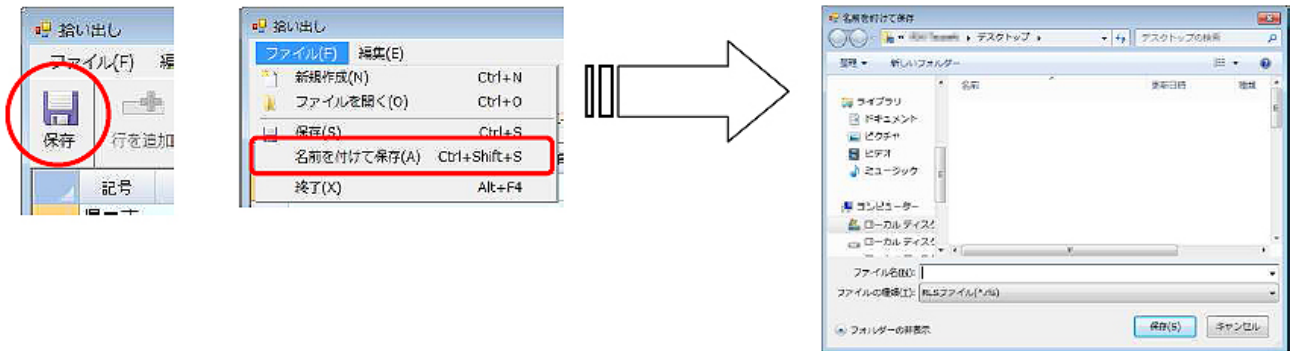 拾い出し
ファイル(F) 編
保存
行を追加
記号
拾い出し
ファイル(F) 編集(E)
新規作成(N) Ctrl+N
ファイルを開く(O) Ctrl+O
保存(S) Ctrl+S
名前を付けて保存(A) Ctrl+Shift+S
終了(X) Alt+F4
名前を付けて保存
デスクトップ
デスクトップの検索
整理 新しいフォルダー
名前 更新日時 種類
ライブラリ
ドキュメント
ピクチャ
ビデオ
ミュージック
コンピューター
ローカル ディスク
ローカル ディスク
ファイル名(N):
ファイルの種類(T): RLSファイル(*.rls)
フォルダーの非表示
保存(S) キャンセル